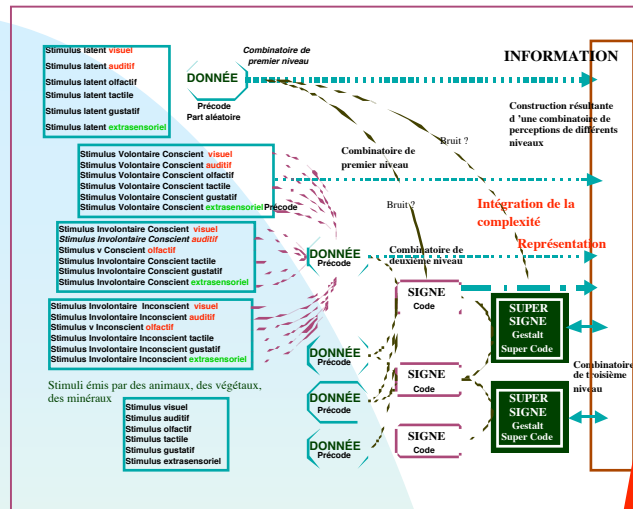 Stimulus latent visuel
Stimulus latent auditif
Stimulus latent olfactif
Stimulus latent tactile
Stimulus latent gustatif
Stimulus latent extrasensoriel
DONNÉE
Précode
Part aléatoire
Combinatoire de
premier niveau
INFORMATION
Construction résultante
d 'une combinatoire de
perceptions de différents
niveaux
Combinatoire de
premier niveau
Bruit ?
Stimulus Volontaire Conscient visuel
Stimulus Volontaire Conscient auditif
Stimulus Volontaire Conscient olfactif
Stimulus Volontaire Conscient tactile
Stimulus Volontaire Conscient gustatif
Stimulus Volontaire Conscient extrasensoriel Précode
Bruit ?
Intégration de la
complexité
Représentation
Stimulus Involontaire Conscient visuel
Stimulus Involontaire Conscient auditif
Stimulus v Conscient olfactif
Stimulus Involontaire Conscient tactile
Stimulus Involontaire Conscient gustatif
Stimulus Involontaire Conscient extrasensoriel
DONNÉE
Précode
Combinatoire de
deuxième niveau
SIGNE
Code
Stimulus Involontaire Inconscient visuel
Stimulus Involontaire Inconscient auditif
Stimulus v Inconscient olfactif
Stimulus Involontaire Inconscient tactile
Stimulus Involontaire Inconscient gustatif
Stimulus Involontaire Inconscient extrasensoriel
SUPER
SIGNE
Gestalt
Super Code
DONNÉE
Précode
SIGNE
Code
Combinatoire
de troisième
niveau
Stimuli émis par des animaux, des végétaux,
des minéraux
Stimulus visuel
Stimulus auditif
Stimulus olfactif
Stimulus tactile
Stimulus gustatif
Stimulus extrasensoriel
DONNÉE
Précode
SUPER
SIGNE
Gestalt
Super Code
DONNÉE
Précode
SIGNE
Code